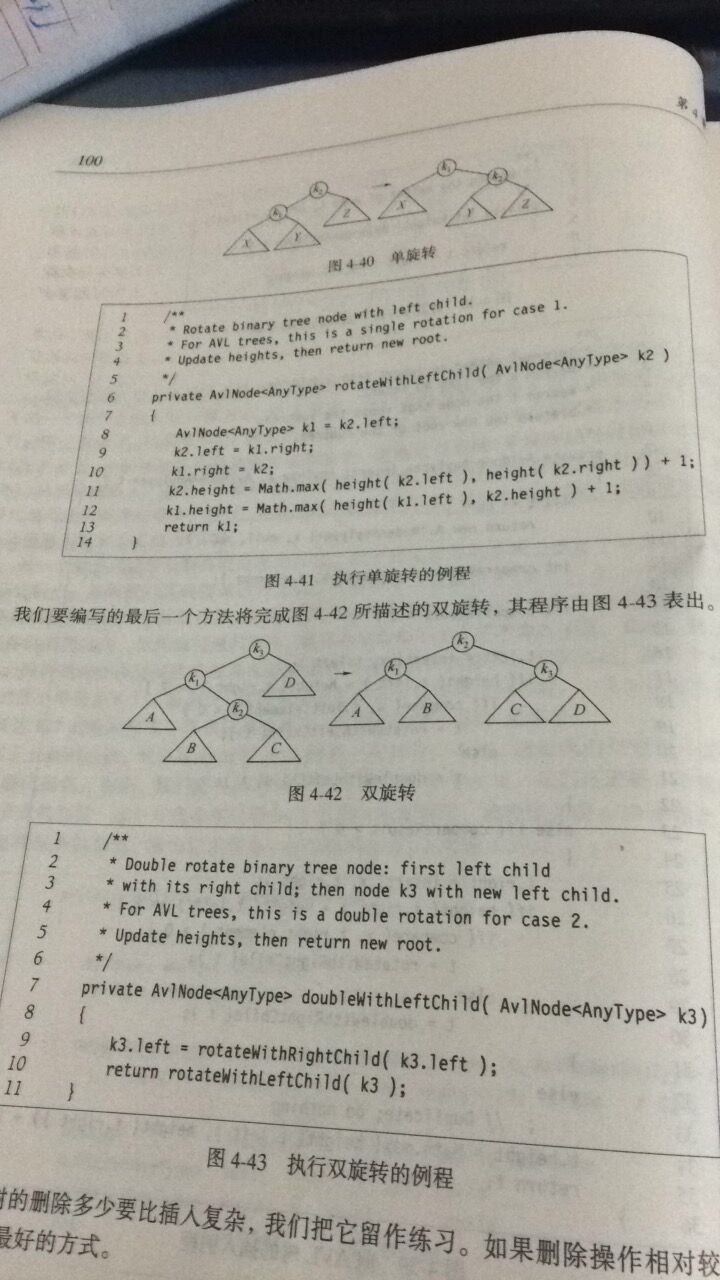 100
第4
k2
k1
X
Y
Z
k1
k2
X
Y
Z
图 4-40 单旋转
1 /**
2 * Rotate binary tree node with left child.
3 * For AVL trees, this is a single rotation for case 1.
4 * Update heights, then return new root.
5 */
6 private AvlNode<AnyType> rotateWithLeftChild( AvlNode<AnyType> k2 )
7 {
8 AvlNode<AnyType> k1 = k2.left;
9 k2.left = k1.right;
10 k1.right = k2;
11 k2.height = Math.max( height( k2.left ), height( k2.right ) ) + 1;
12 k1.height = Math.max( height( k1.left ), k2.height ) + 1;
13 return k1;
14 }
图 4-41 执行单旋转的例程
我们要编写的最后一个方法将完成图 4-42 所描述的双旋转，其程序由图 4-43 表出。
k3
k1
D
A
k2
B
C
k2
k1
k3
A
B
C
D
图 4-42 双旋转
1 /**
2 * Double rotate binary tree node: first left child
3 * with its right child; then node k3 with new left child.
4 * For AVL trees, this is a double rotation for case 2.
5 * Update heights, then return new root.
6 */
7 private AvlNode<AnyType> doubleWithLeftChild( AvlNode<AnyType> k3)
8 {
9 k3.left = rotateWithRightChild( k3.left );
10 return rotateWithLeftChild( k3 );
11 }
图 4-43 执行双旋转的例程
的删除多少要比插入复杂，我们把它留作练习。如果删除操作相对较
最好的方式。